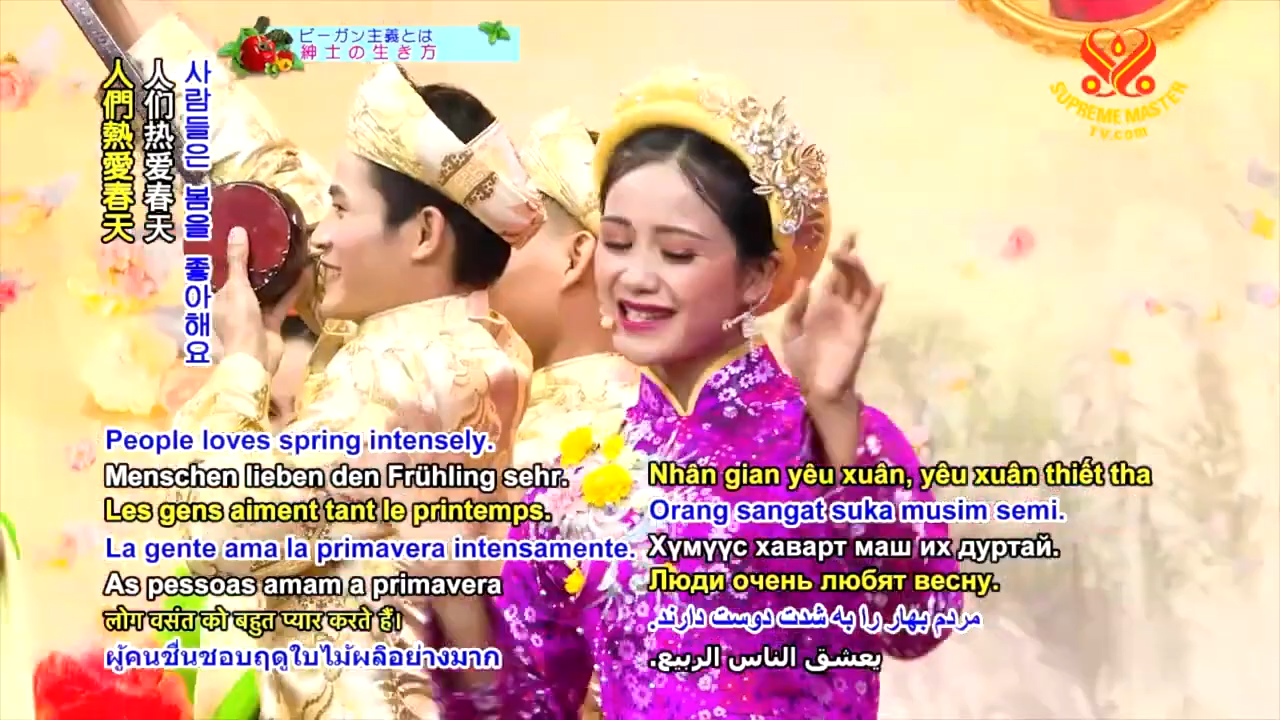 ビーガン主義とは
紳士の生き方
SUPREME MASTER
TV.com
사람들은 봄을 좋아해요
人们热爱春天
人們熱愛春天
People loves spring intensely.
Menschen lieben den Frühling sehr.
Les gens aiment tant le printemps.
La gente ama la primavera intensamente.
As pessoas amam a primavera
लोग वसंत को बहुत प्यार करते हैं।
ผู้คนชื่นชอบฤดูใบไม้ผลิอย่างมาก
Nhân gian yêu xuân, yêu xuân thiết tha
Orang sangat suka musim semi.
Хүмүүс хаварт маш их дуртай.
Люди очень любят весну.
مردم بهار را به شدت دوست دارند.
يعشق الناس الربيع.